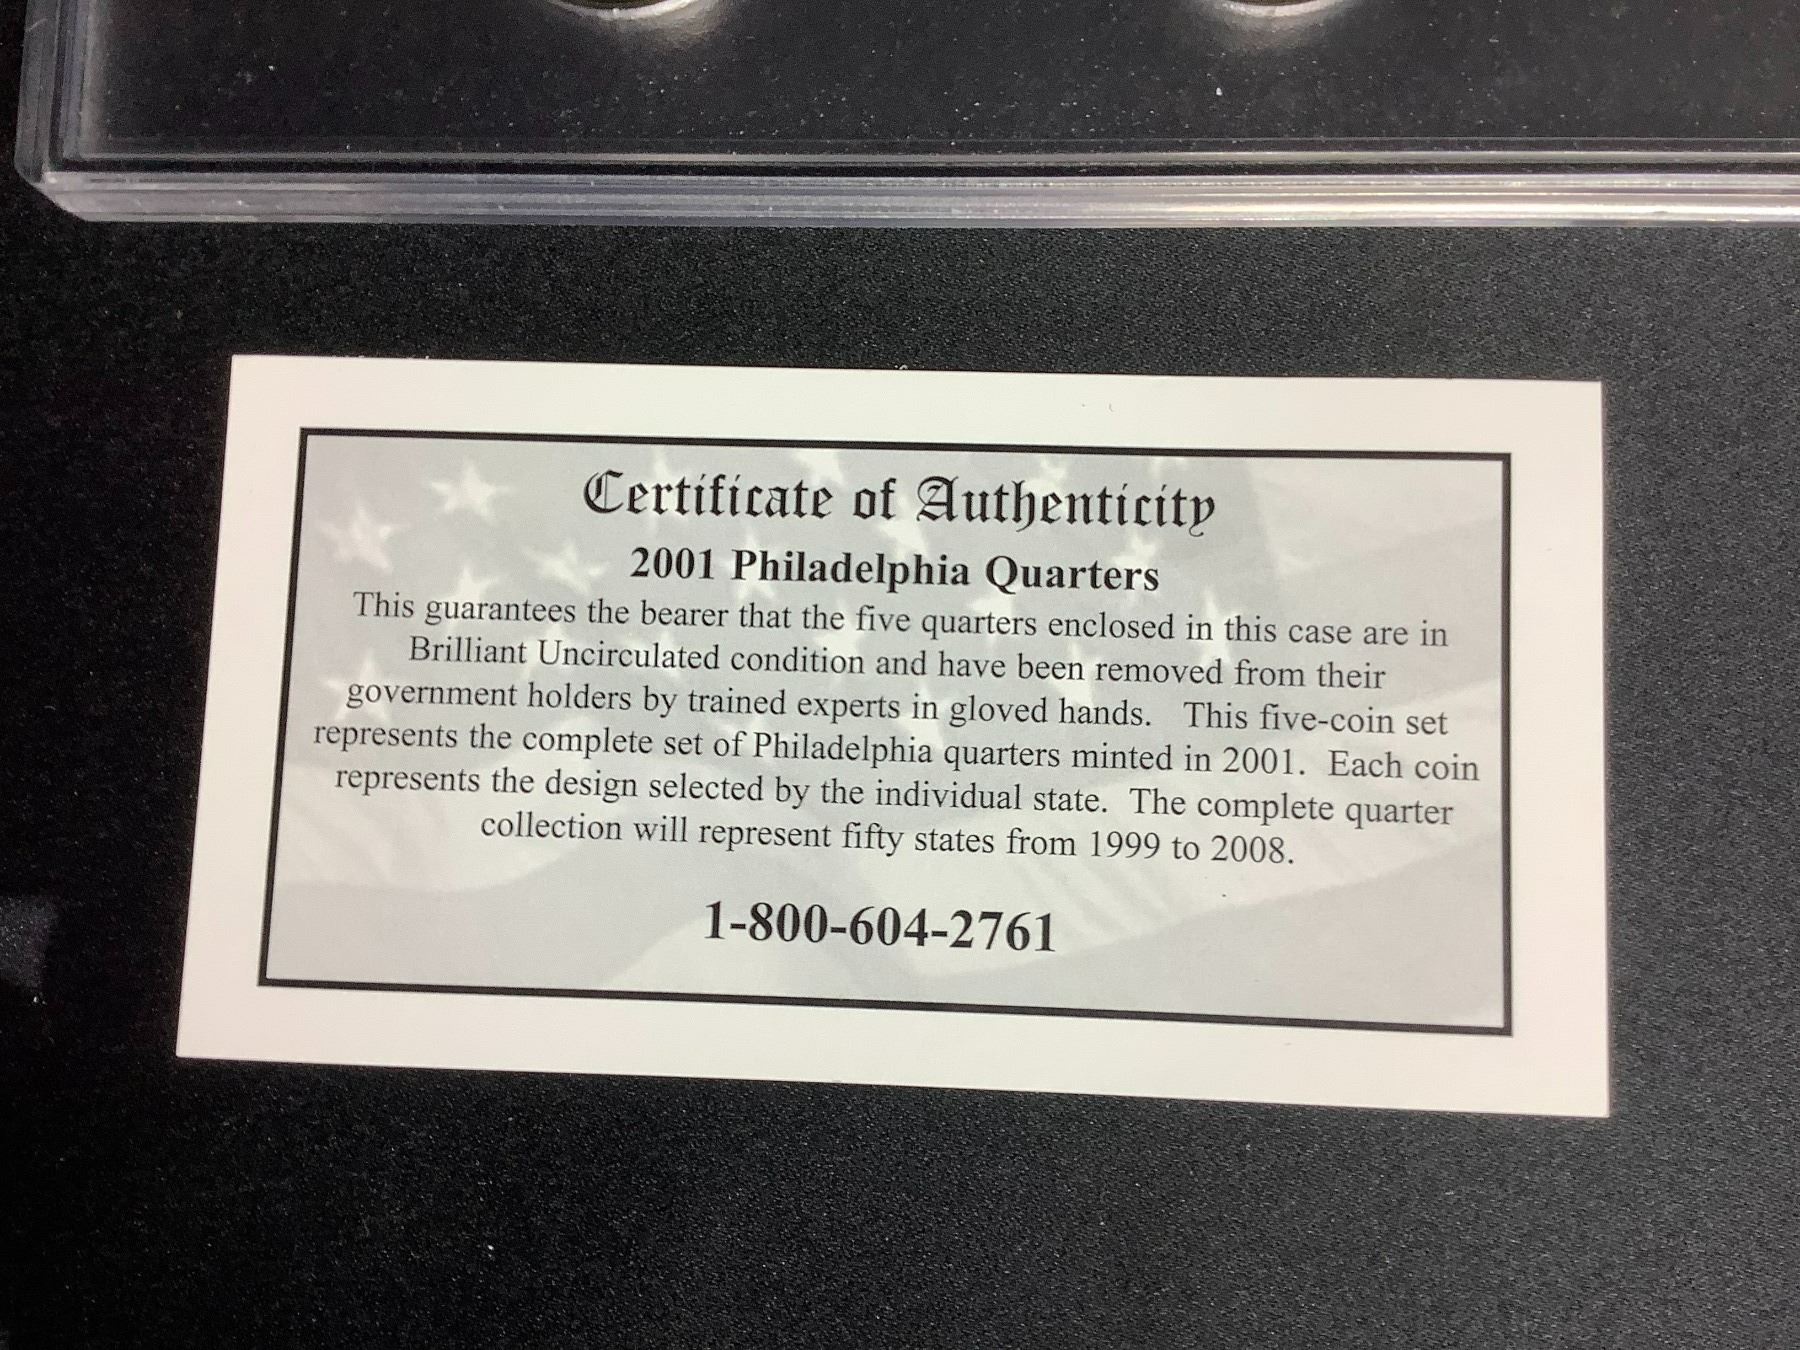 Certificate of Authenticity
2001 Philadelphia Quarters
This guarantees the bearer that the five quarters enclosed in this case are in
Brilliant Uncirculated condition and have been removed from their
government holders by trained experts in gloved hands. This five-coin set
represents the complete set of Philadelphia quarters minted in 2001. Each coin
represents the design selected by the individual state. The complete quarter
collection will represent fifty states from 1999 to 2008.
1-800-604-2761